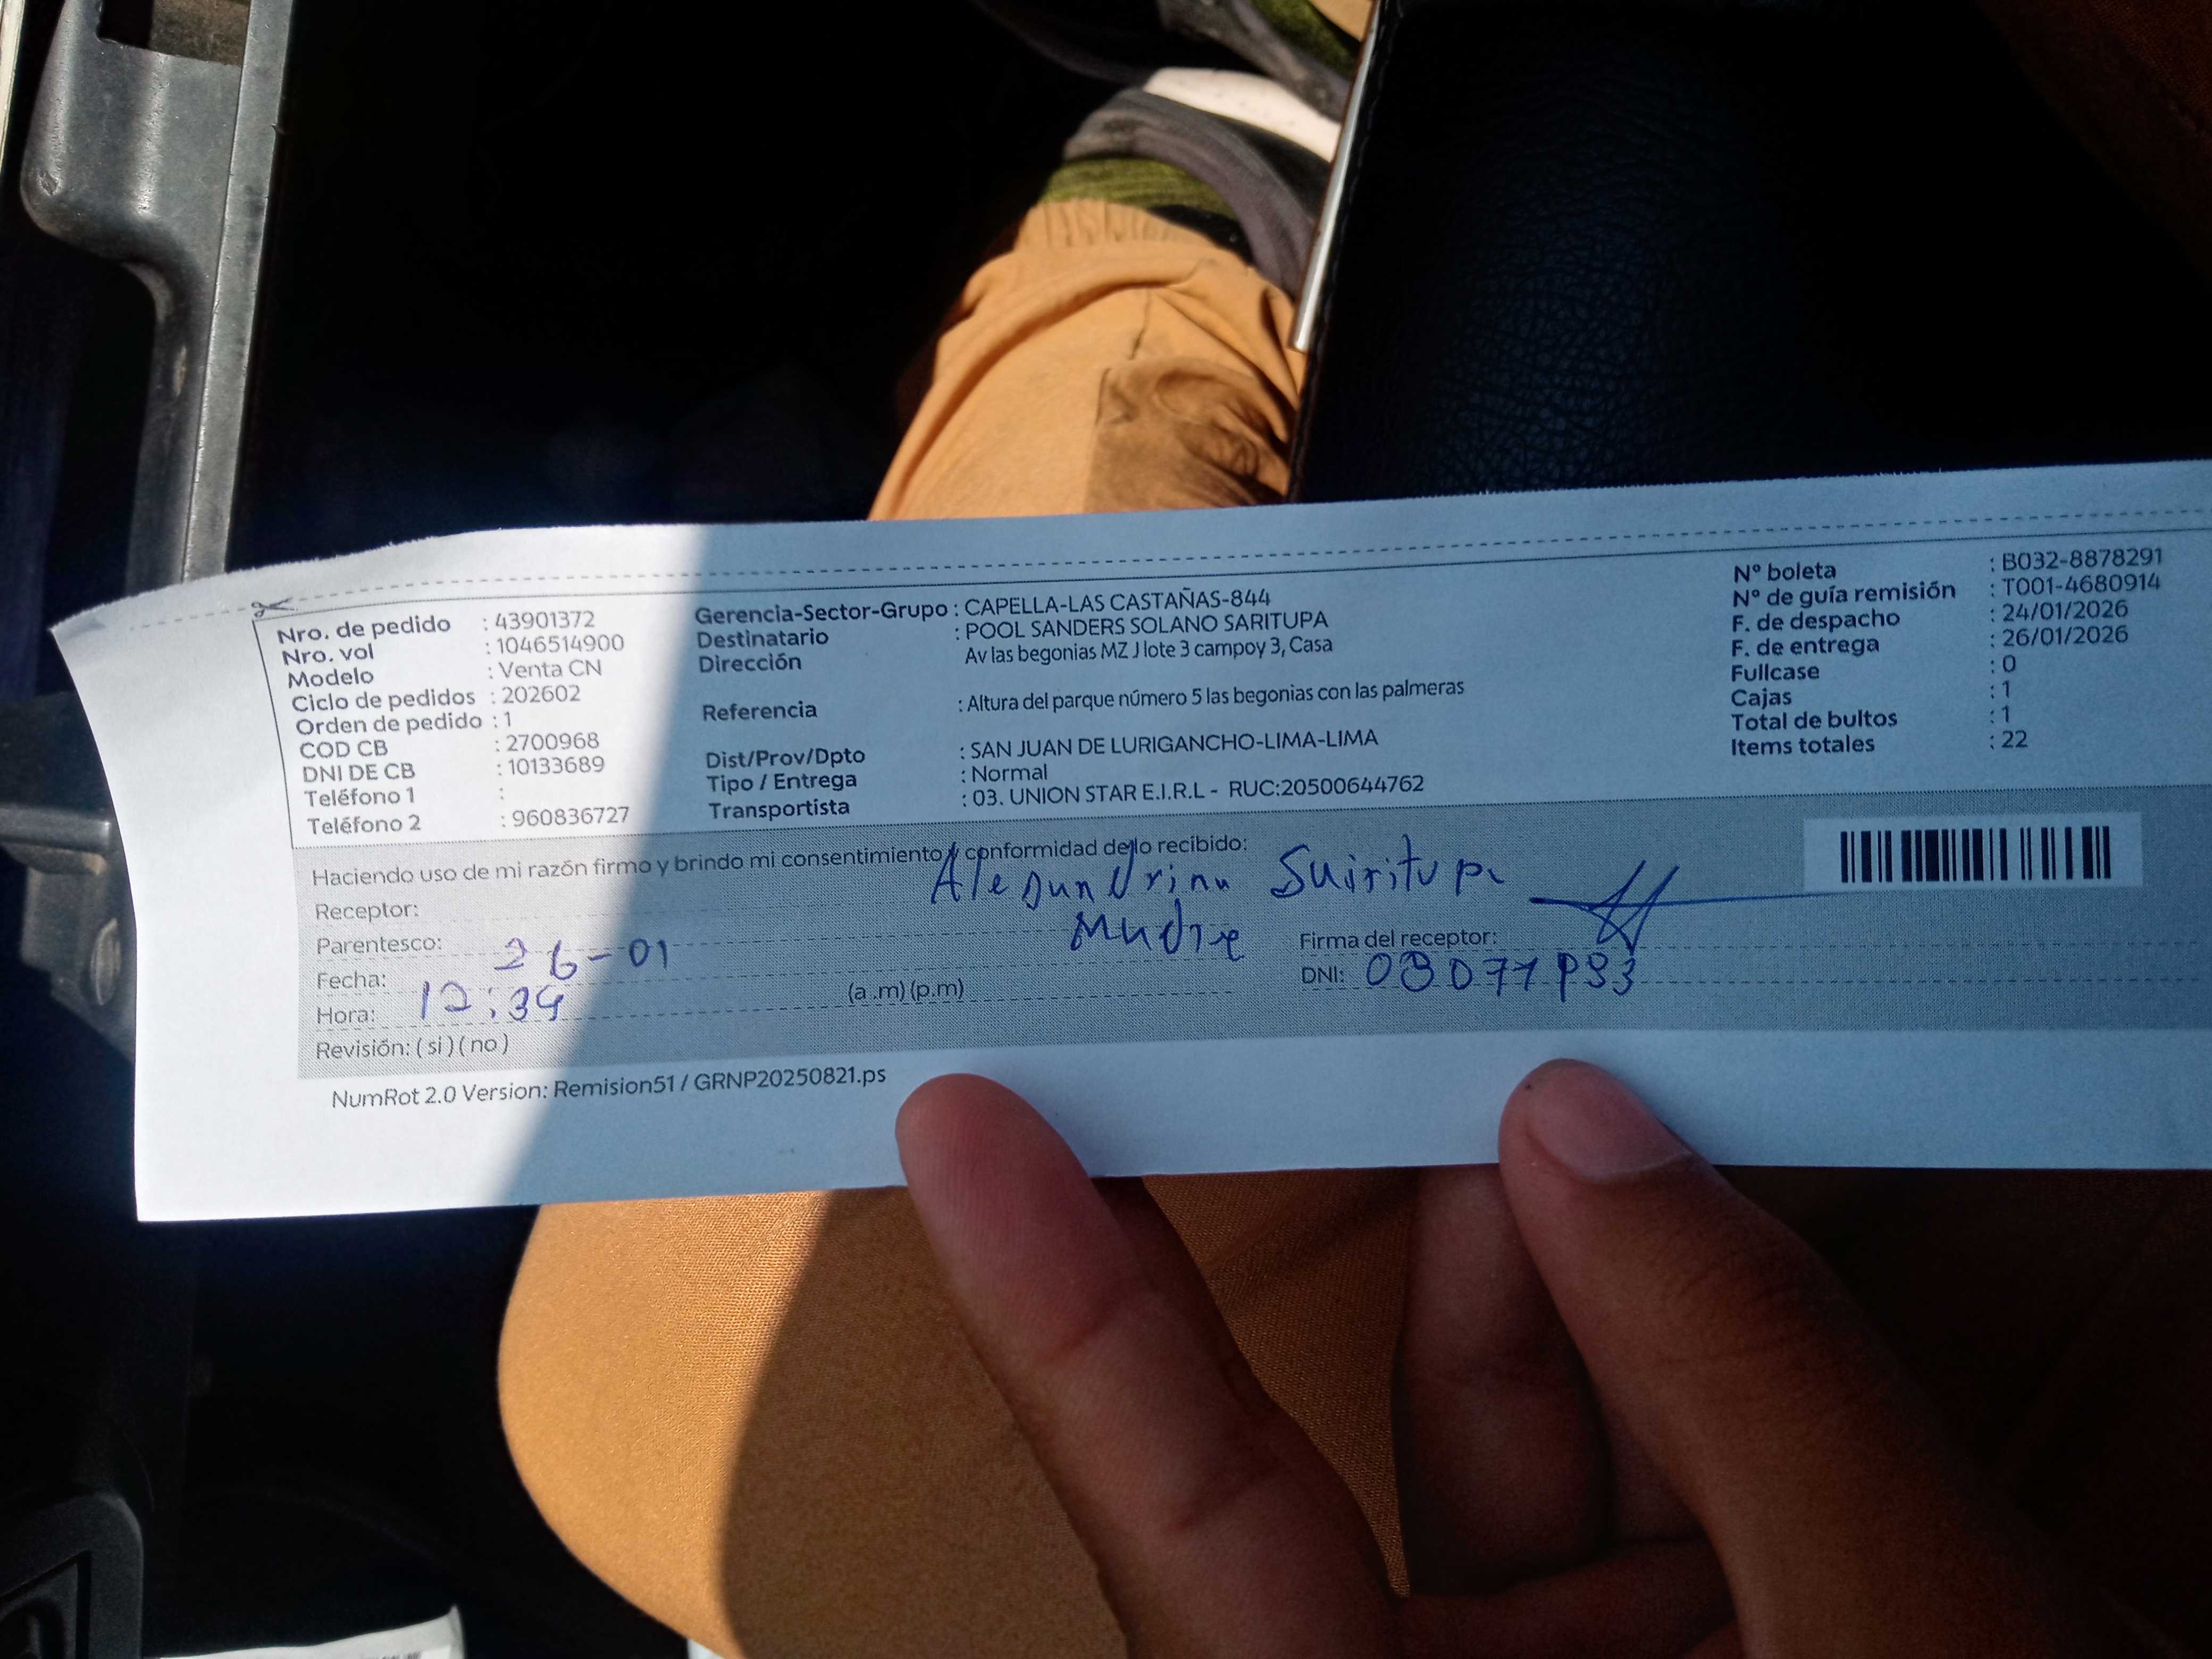 Nro. de pedido : 43901372
Nro. vol : 1046514900
Modelo : Venta CN
Ciclo de pedidos : 202602
Orden de pedido : 1
COD CB : 2700968
DNI DE CB : 10133689
Teléfono 1 :
Teléfono 2 : 960836727
Gerencia-Sector-Grupo : CAPELLA-LAS CASTAÑAS-844
Destinatario : POOL SANDERS SOLANO SARITUPA
Dirección Av las begonias MZ J lote 3 campoy 3, Casa
Referencia : Altura del parque número 5 las begonias con las palmeras
Dist/Prov/Dpto : SAN JUAN DE LURIGANCHO-LIMA-LIMA
Tipo / Entrega : Normal
Transportista : 03. UNION STAR E.I.R.L - RUC:20500644762
Nº boleta : B032-8878291
Nº de guía remisión : T001-4680914
F. de despacho : 24/01/2026
F. de entrega : 26/01/2026
Fullcase : 0
Cajas : 1
Total de bultos : 1
Items totales : 22
Haciendo uso de mi razón firmo y brindo mi consentimiento y conformidad de lo recibido:
Receptor:
Parentesco: Madre
Firma del receptor:
Fecha: 26-01
DNI:
Hora: 12:34 (a .m) (p.m)
Revisión: ( si ) ( no )
NumRot 2.0 Version: Remision51 / GRNP20250821.ps